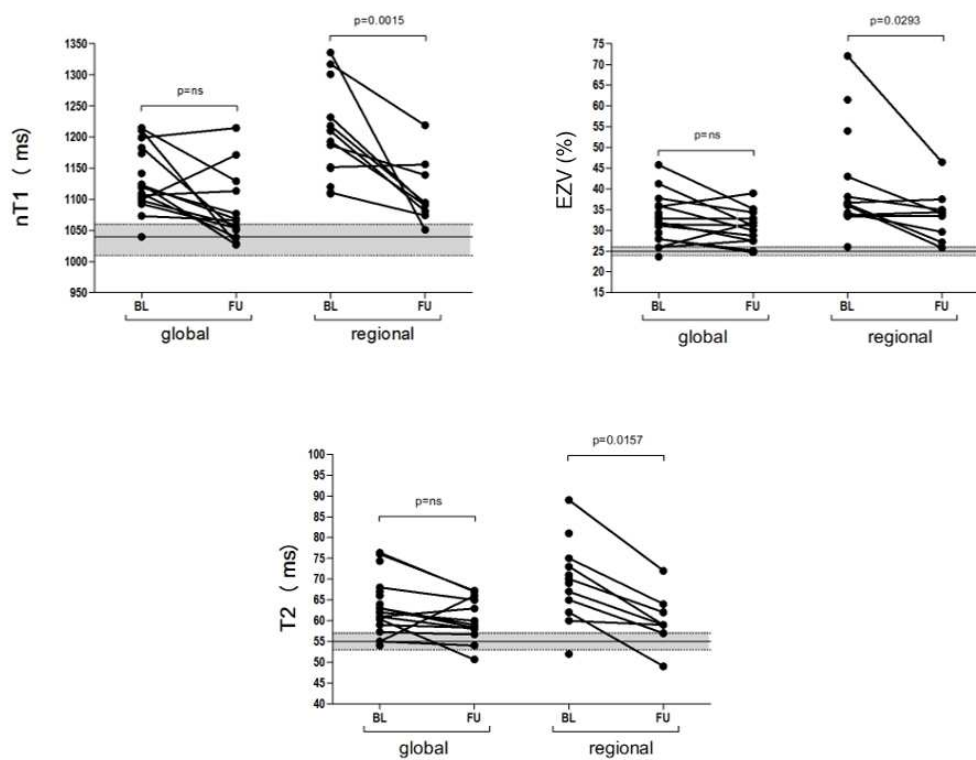 p=0.0015
p=ns
nT1 ( ms)
1350
1300
1250
1200
1150
1100
1050
1000
950
BL FU BL FU
global regional
p=0.0293
p=ns
EZV (%)
75
70
65
60
55
50
45
40
35
30
25
20
15
BL FU BL FU
global regional
p=0.0157
p=ns
T2 ( ms)
100
95
90
85
80
75
70
65
60
55
50
45
40
BL FU BL FU
global regional